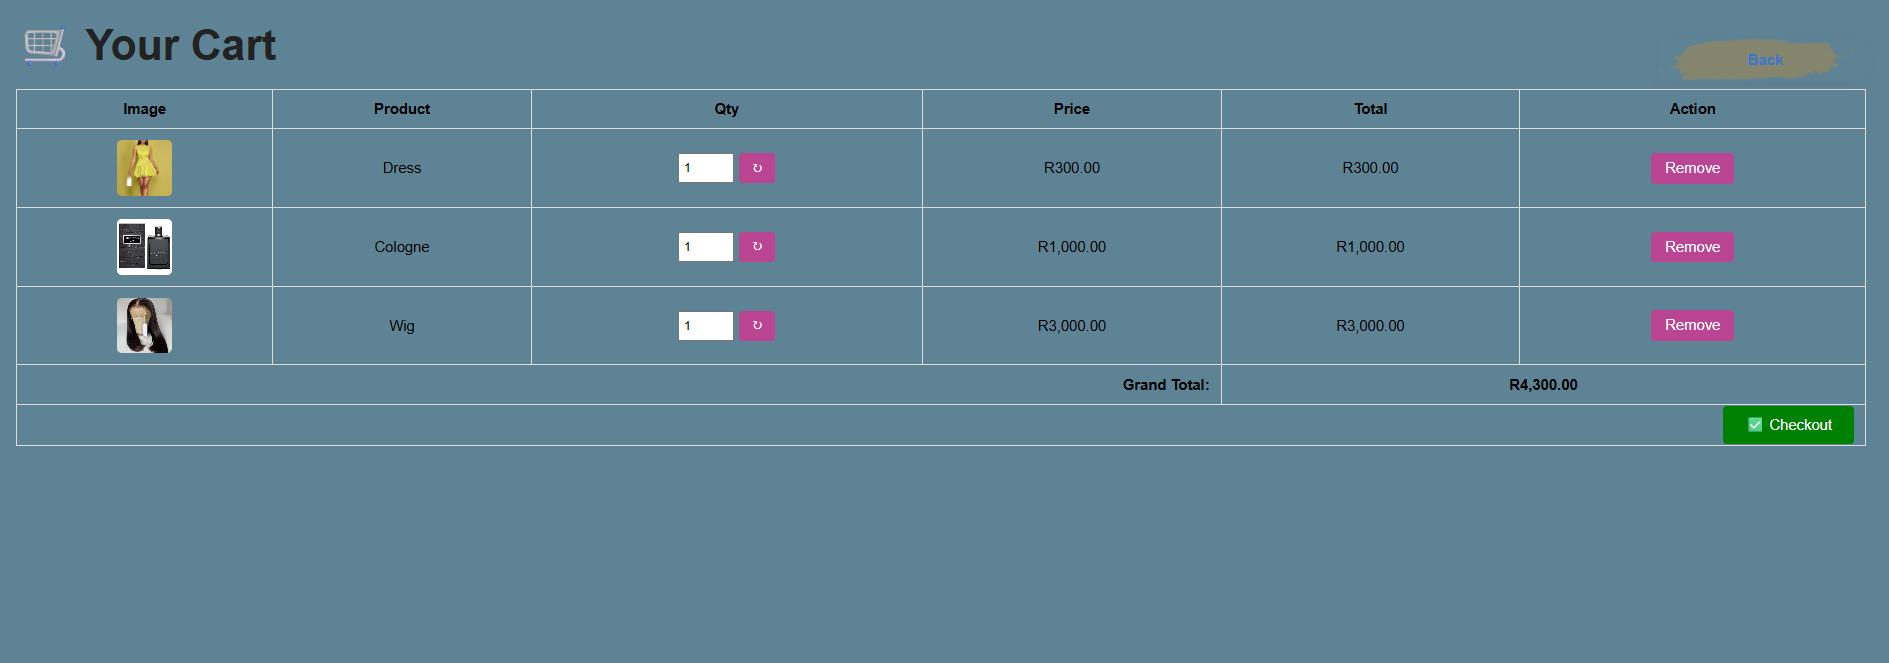 Your Cart
Back
Image Product Qty Price Total Action
Dress 1 ↻ R300.00 R300.00 Remove
Cologne 1 ↻ R1,000.00 R1,000.00 Remove
Wig 1 ↻ R3,000.00 R3,000.00 Remove
Grand Total: R4,300.00
✅ Checkout